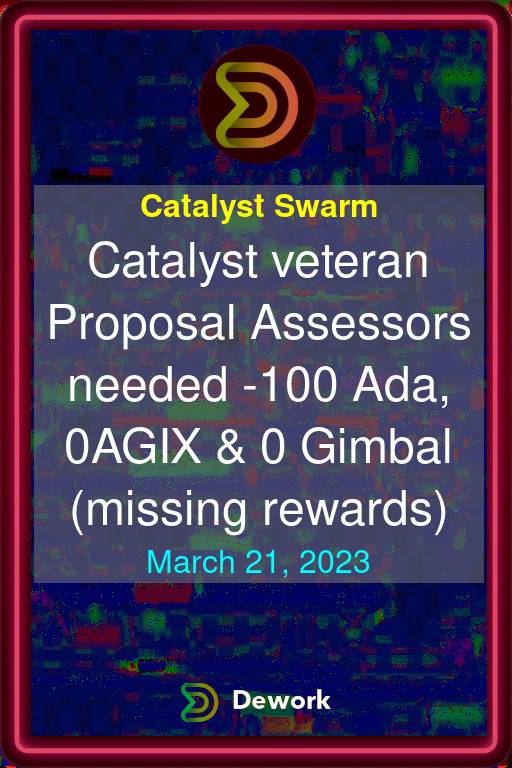 Catalyst Swarm
Catalyst veteran
Proposal Assessors
needed -100 Ada,
0AGIX & 0 Gimbal
(missing rewards)
March 21, 2023
Dework